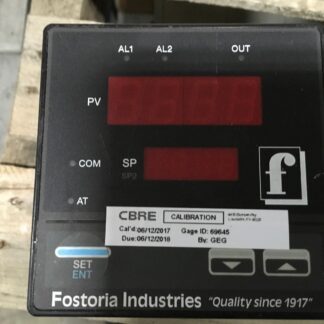 AL1 AL2 OUT
PV
COM SP
SP2
AT
f
CBRE CALIBRATION
Cal'd:06/12/2017 Gage ID: 69645
Due:06/12/2018 By: GEG
SET
ENT
Fostoria Industries "Quality since 1917"